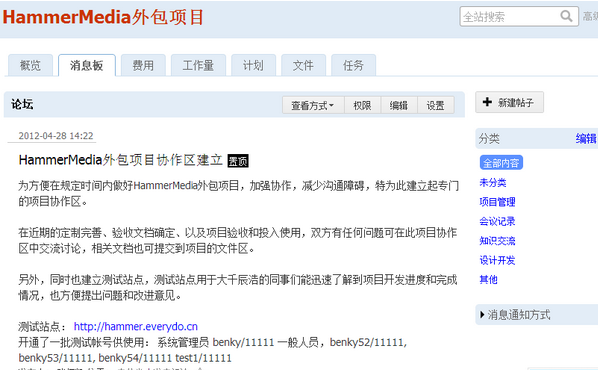 HammerMedia外包项目
全站搜索
高级
概览 消息板 费用 工作量 计划 文件 任务
论坛
查看方式 权限 编辑 设置
新建帖子
2012-04-28 14:22
HammerMedia外包项目协作区建立 置顶
为方便在规定时间内做好HammerMedia外包项目，加强协作，减少沟通障碍，特为此建立起专门
的项目协作区。
在近期的定制完善、验收文档确定、以及项目验收和投入使用，双方有任何问题可在此项目协作
区中交流讨论，相关文档也可提交到项目的文件区。
另外，同时也建立测试站点，测试站点用于大千辰浩的同事们能迅速了解到项目开发进度和完成
情况，也方便提出问题和改进意见。
测试站点： http://hammer.everydo.cn
开通了一批测试帐号供使用： 系统管理员 benky/11111 一般人员，benky52/11111,
benky53/11111, benky54/11111 test1/11111
分类 编辑
全部内容
未分类
项目管理
会议记录
知识交流
设计开发
其他
消息通知方式